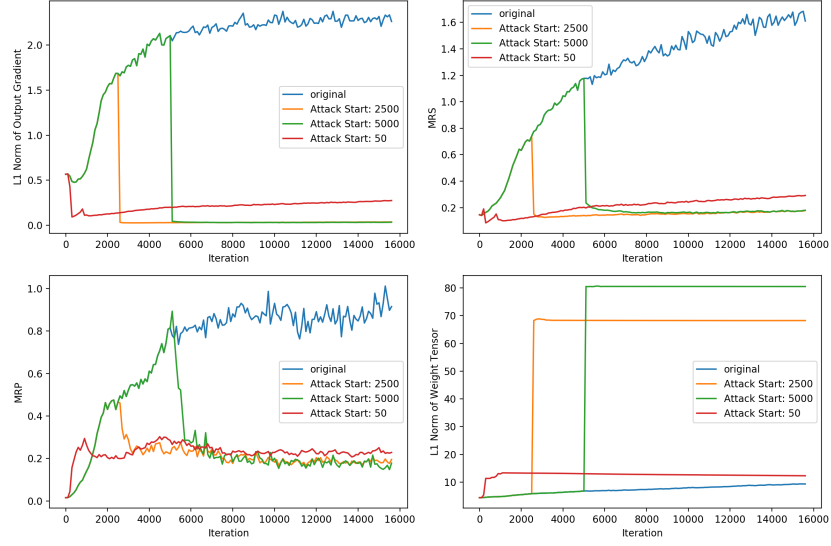 2.0
1.5
1.0
0.5
0.0
L1 Norm of Output Gradient
original
Attack Start: 2500
Attack Start: 5000
Attack Start: 50
0 2000 4000 6000 8000 10000 12000 14000 16000
Iteration
1.6
1.4
1.2
1.0
0.8
0.6
0.4
0.2
MRS
original
Attack Start: 2500
Attack Start: 5000
Attack Start: 50
0 2000 4000 6000 8000 10000 12000 14000 16000
Iteration
1.0
0.8
0.6
0.4
0.2
0.0
MRP
original
Attack Start: 2500
Attack Start: 5000
Attack Start: 50
0 2000 4000 6000 8000 10000 12000 14000 16000
Iteration
80
70
60
50
40
30
20
10
L1 Norm of Weight Tensor
original
Attack Start: 2500
Attack Start: 5000
Attack Start: 50
0 2000 4000 6000 8000 10000 12000 14000 16000
Iteration